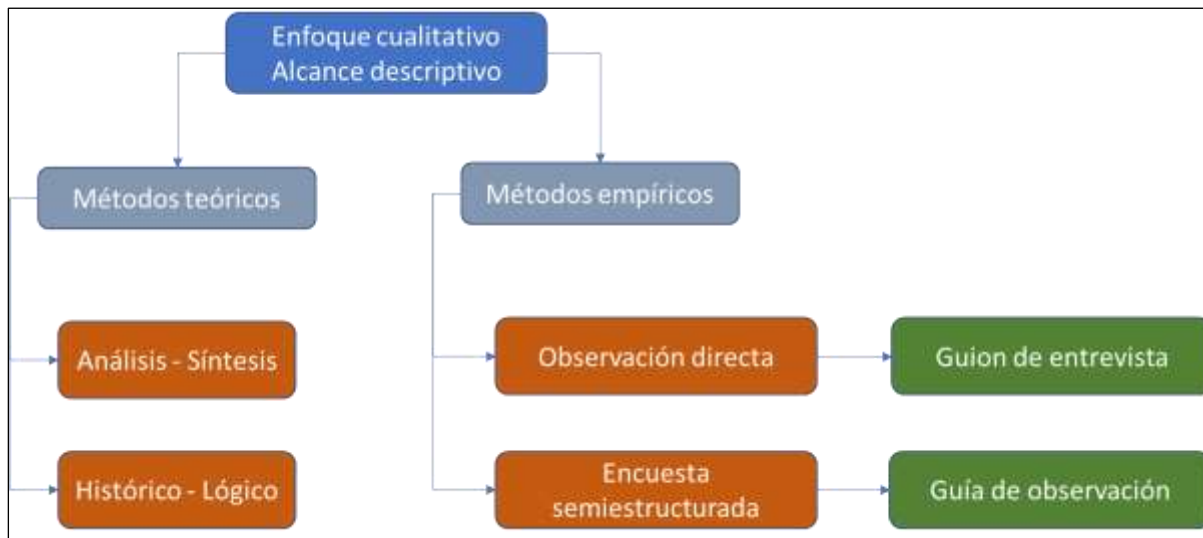 Enfoque cualitativo
Alcance descriptivo
Métodos teóricos
Métodos empíricos
Análisis - Síntesis
Observación directa
Guion de entrevista
Histórico - Lógico
Encuesta
semiestructurada
Guía de observación